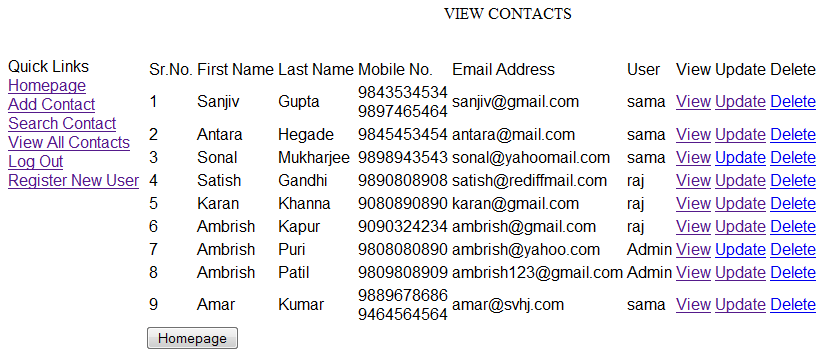 VIEW CONTACTS
Quick Links
Homepage
Add Contact
Search Contact
View All Contacts
Log Out
Register New User
Sr.No. First Name Last Name Mobile No. Email Address User View Update Delete
1 Sanjiv Gupta 9843534534 9897465464 sanjiv@gmail.com sama View Update Delete
2 Antara Hegade 9845453454 antara@mail.com sama View Update Delete
3 Sonal Mukharjee 9898943543 sonal@yahoomail.com sama View Update Delete
4 Satish Gandhi 9890809808 satish@rediffmail.com raj View Update Delete
5 Karan Khanna 9080890890 karan@gmail.com raj View Update Delete
6 Ambrish Kapur 9090324234 ambrish@gmail.com raj View Update Delete
7 Ambrish Puri 9808080890 ambrish@yahoo.com Admin View Update Delete
8 Ambrish Patil 9809808909 ambrish123@gmail.com Admin View Update Delete
9 Amar Kumar 9889678686 9464564564 amar@svhj.com sama View Update Delete
Homepage